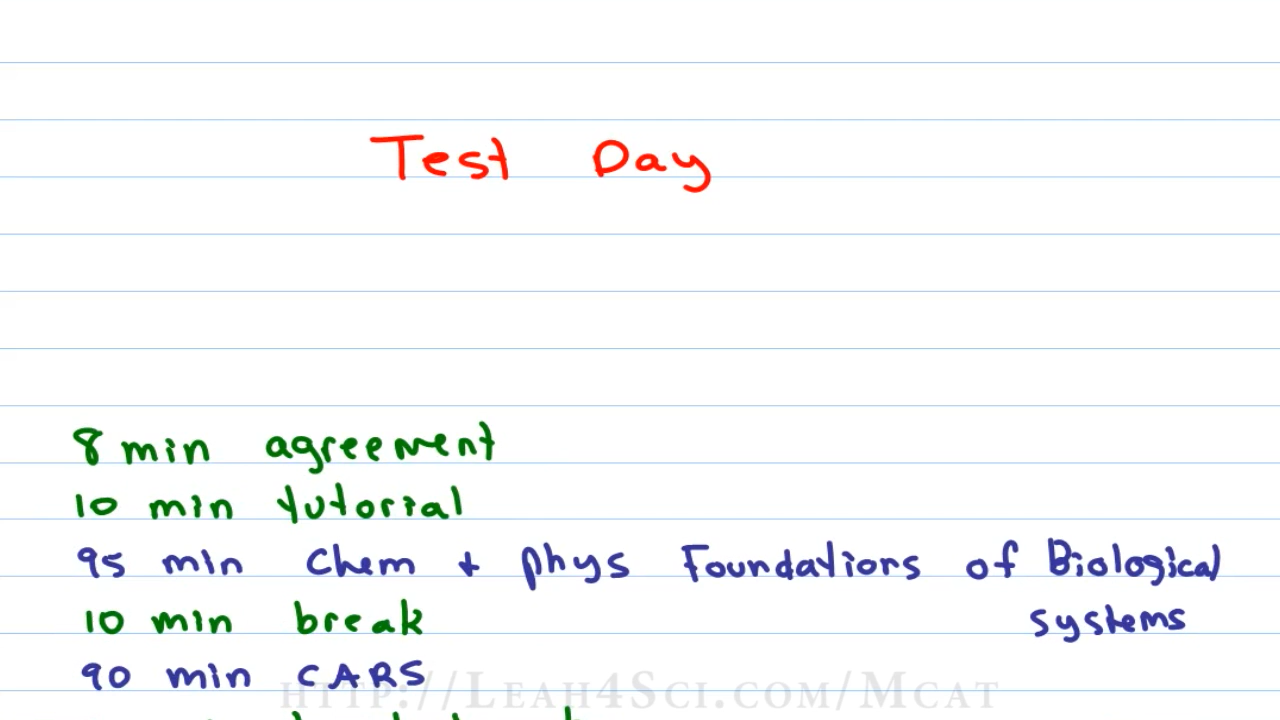 Test Day
8 min agreement
10 min tutorial
95 min Chem + phys Foundations of Biological
systems
10 min break
90 min CARS
http://Leah4Sci.com/Mcat